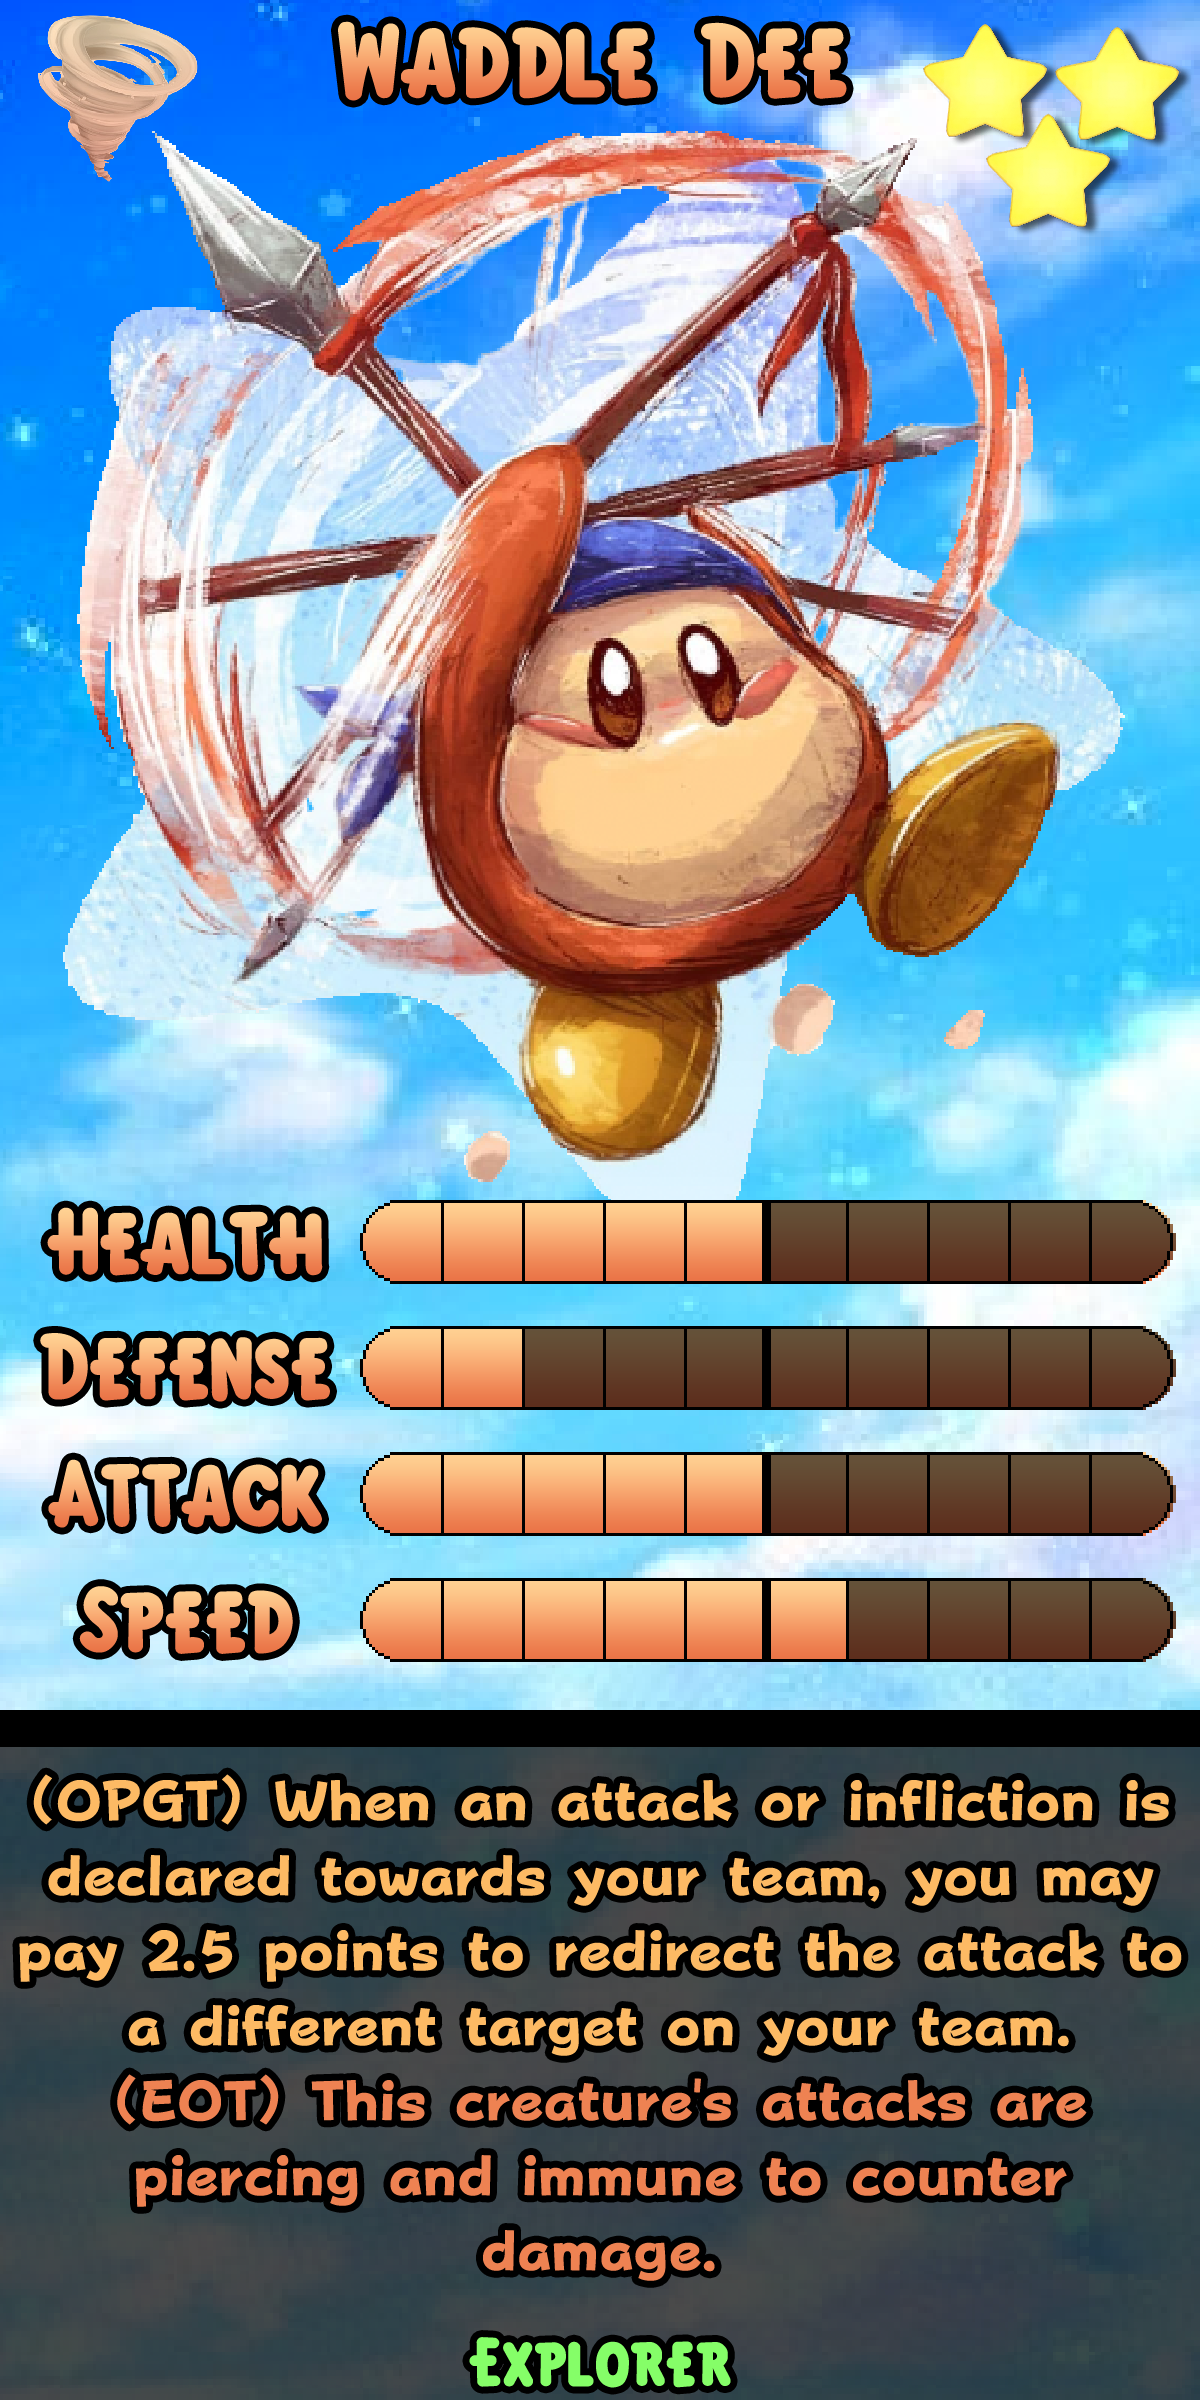 WADDLE DEE
HEALTH
DEFENSE
ATTACK
SPEED
(OPGT) When an attack or infliction is
declared towards your team, you may
pay 2.5 points to redirect the attack to
a different target on your team.
(EOT) This creature's attacks are
piercing and immune to counter
damage.
EXPLORER